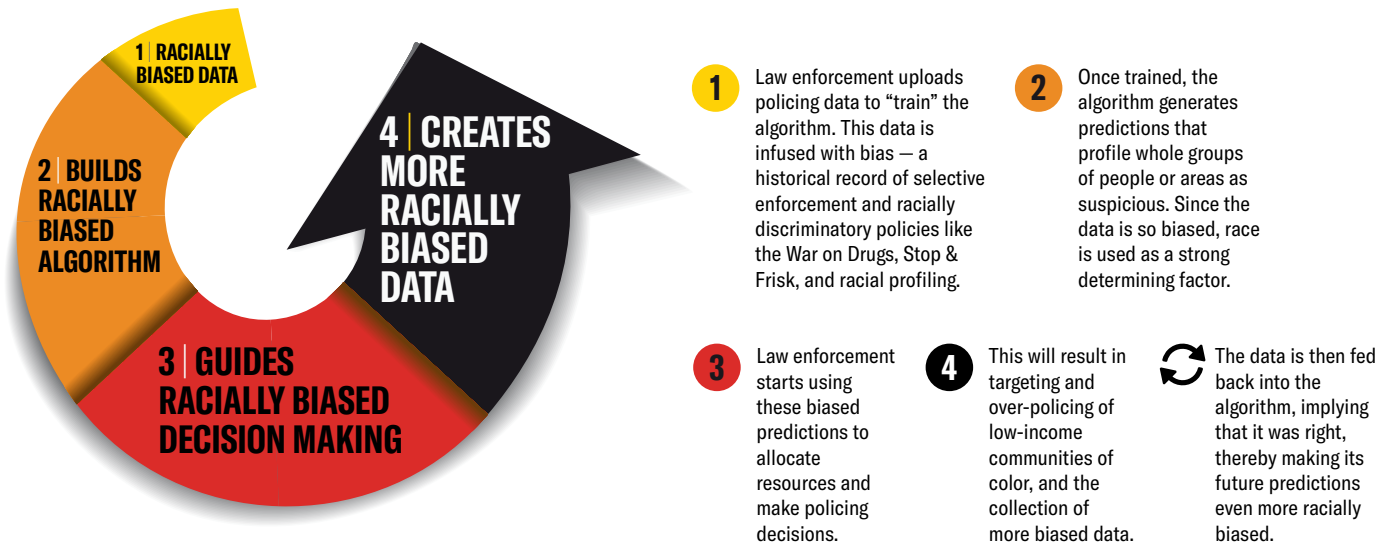 1 | RACIALLY
BIASED DATA
2 | BUILDS
RACIALLY
BIASED
ALGORITHM
3 | GUIDES
RACIALLY BIASED
DECISION MAKING
4 | CREATES
MORE
RACIALLY
BIASED
DATA
1
Law enforcement uploads
policing data to “train” the
algorithm. This data is
infused with bias — a
historical record of selective
enforcement and racially
discriminatory policies like
the War on Drugs, Stop &
Frisk, and racial profiling.
2
Once trained, the
algorithm generates
predictions that
profile whole groups
of people or areas as
suspicious. Since the
data is so biased, race
is used as a strong
determining factor.
3
Law enforcement
starts using
these biased
predictions to
allocate
resources and
make policing
decisions.
4
This will result in
targeting and
over-policing of
low-income
communities of
color, and the
collection of
more biased data.
The data is then fed
back into the
algorithm, implying
that it was right,
thereby making its
future predictions
even more racially
biased.